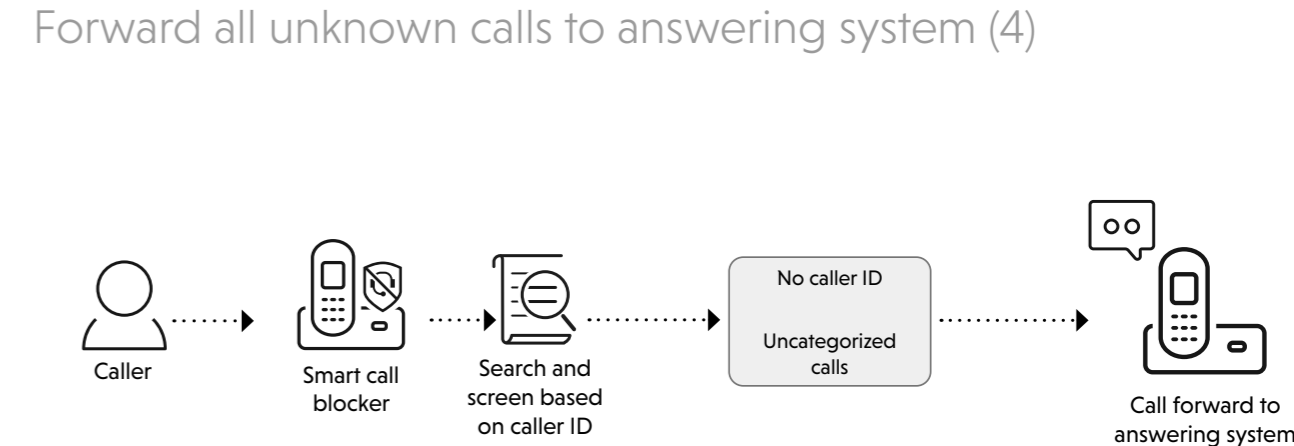 Forward all unknown calls to answering system (4)
Caller
Smart call
blocker
Search and
screen based
on caller ID
No caller ID
Uncategorized
calls
Call forward to
answering system